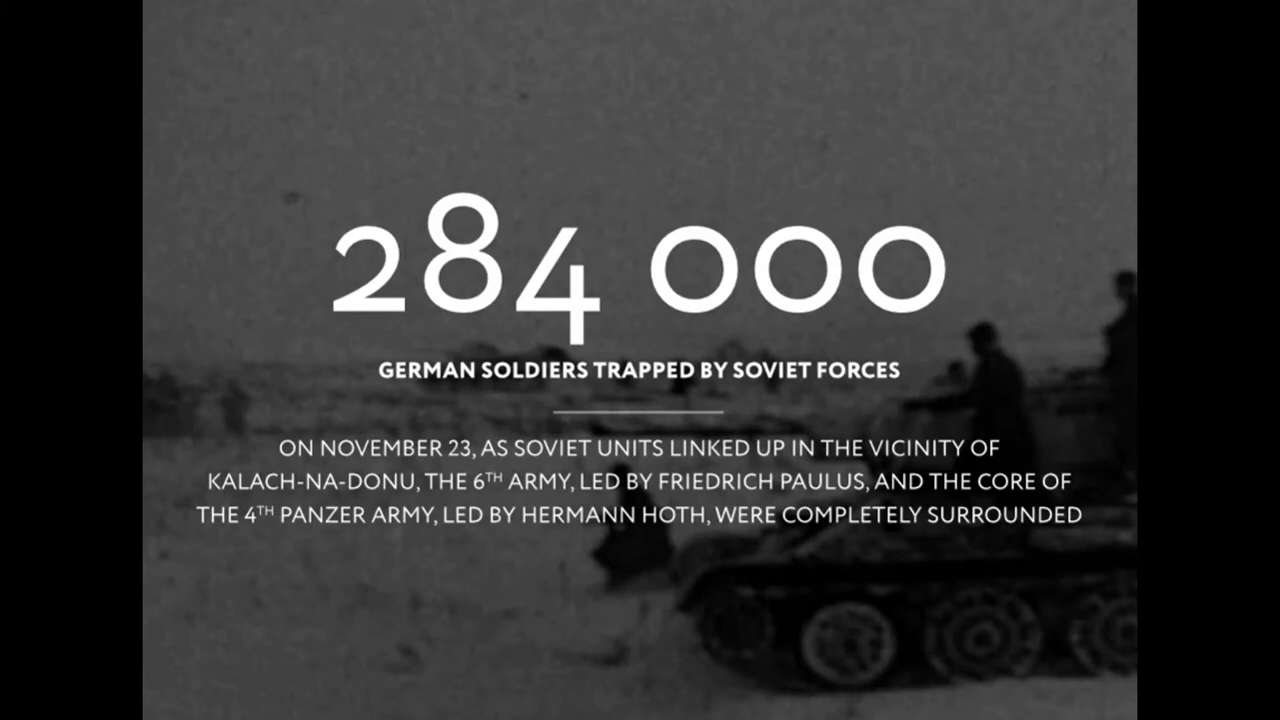 284 000
GERMAN SOLDIERS TRAPPED BY SOVIET FORCES
ON NOVEMBER 23, AS SOVIET UNITS LINKED UP IN THE VICINITY OF
KALACH-NA-DONU, THE 6TH ARMY, LED BY FRIEDRICH PAULUS, AND THE CORE OF
THE 4TH PANZER ARMY, LED BY HERMANN HOTH, WERE COMPLETELY SURROUNDED